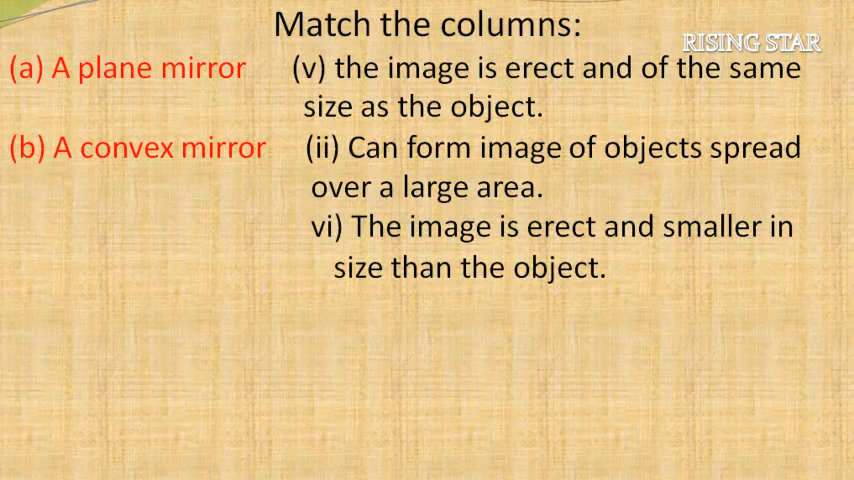 Match the columns:
RISING STAR
(a) A plane mirror (v) the image is erect and of the same
size as the object.
(b) A convex mirror (ii) Can form image of objects spread
over a large area.
vi) The image is erect and smaller in
size than the object.